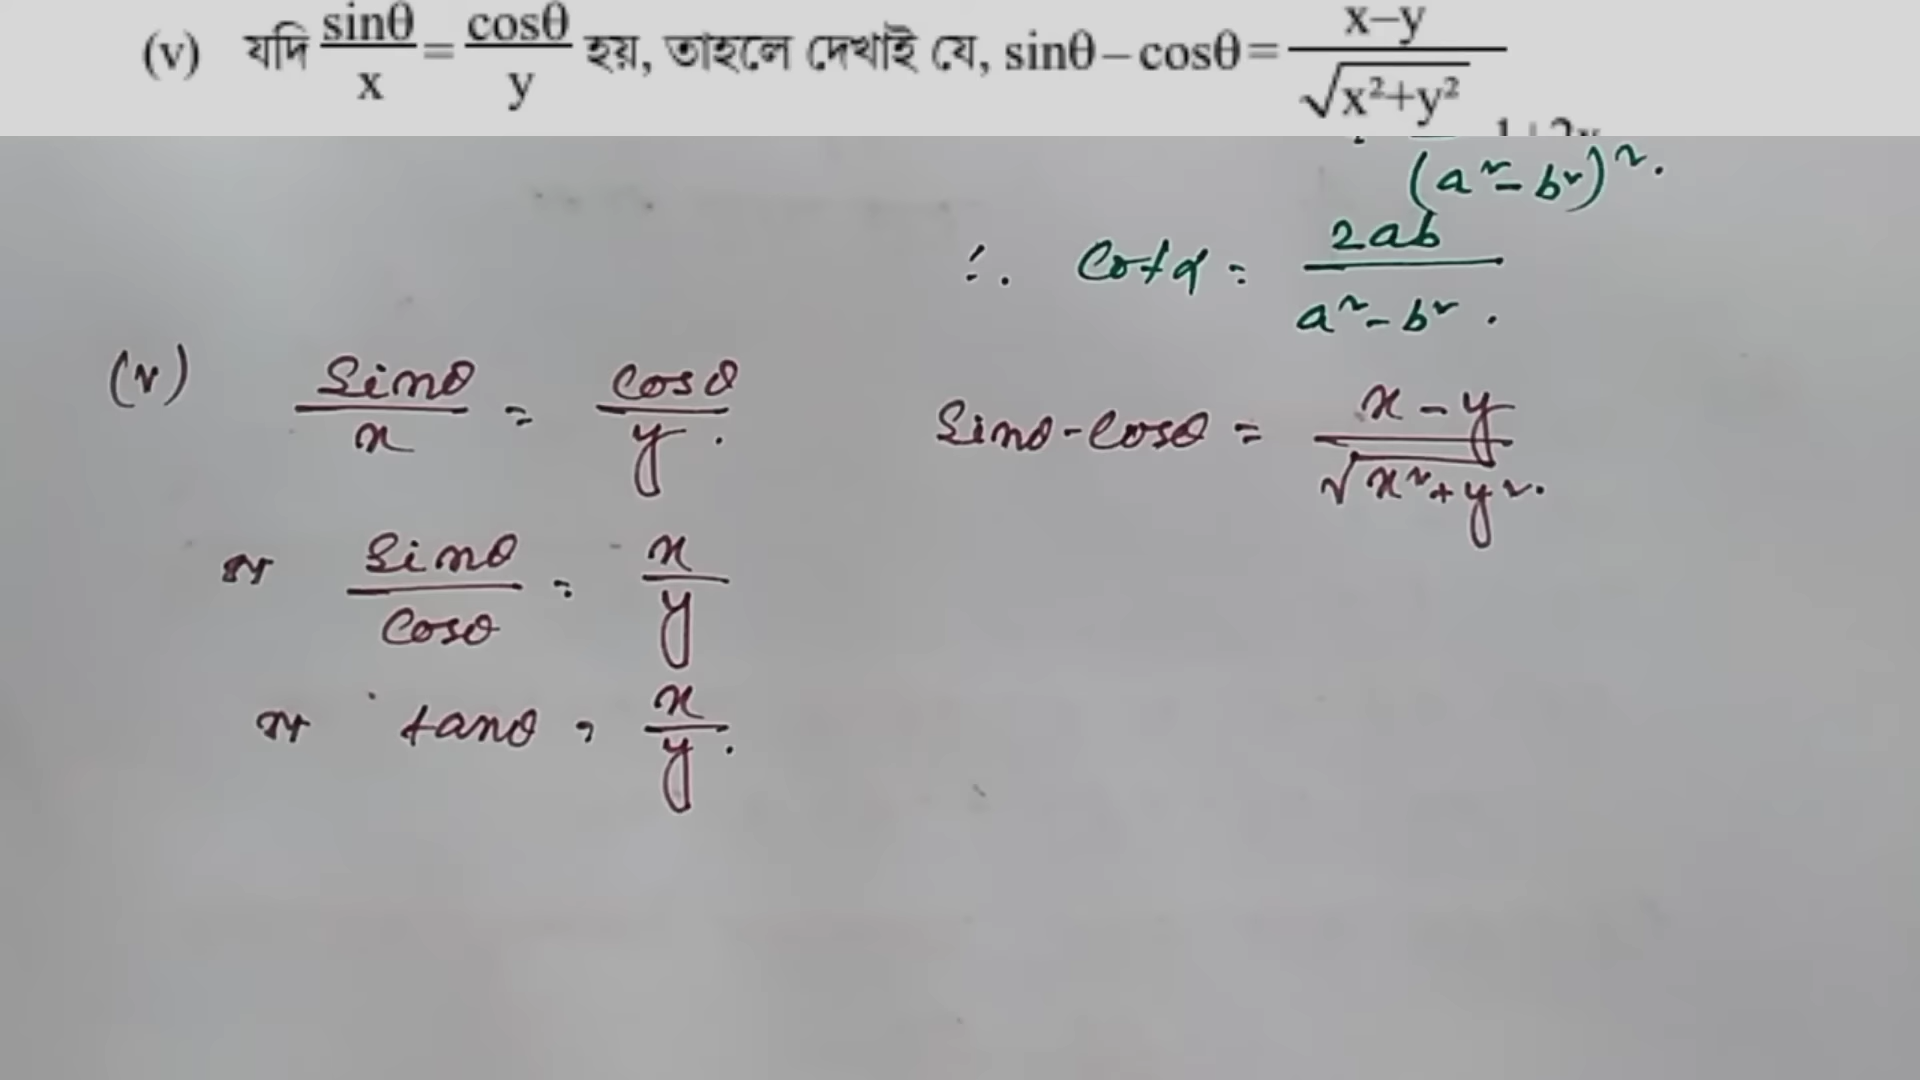 (v) যদি sinθ/x = cosθ/y হয়, তাহলে দেখাই যে, sinθ – cosθ = x–y/√x²+y²
(a² - b²)².
∴ Cotα = 2ab/a² - b².
(v) Sinθ/x = Cosθ/y.
Sinθ - Cosθ = x - y/√x² + y².
বা Sinθ/Cosθ = x/y
বা tanθ = x/y.